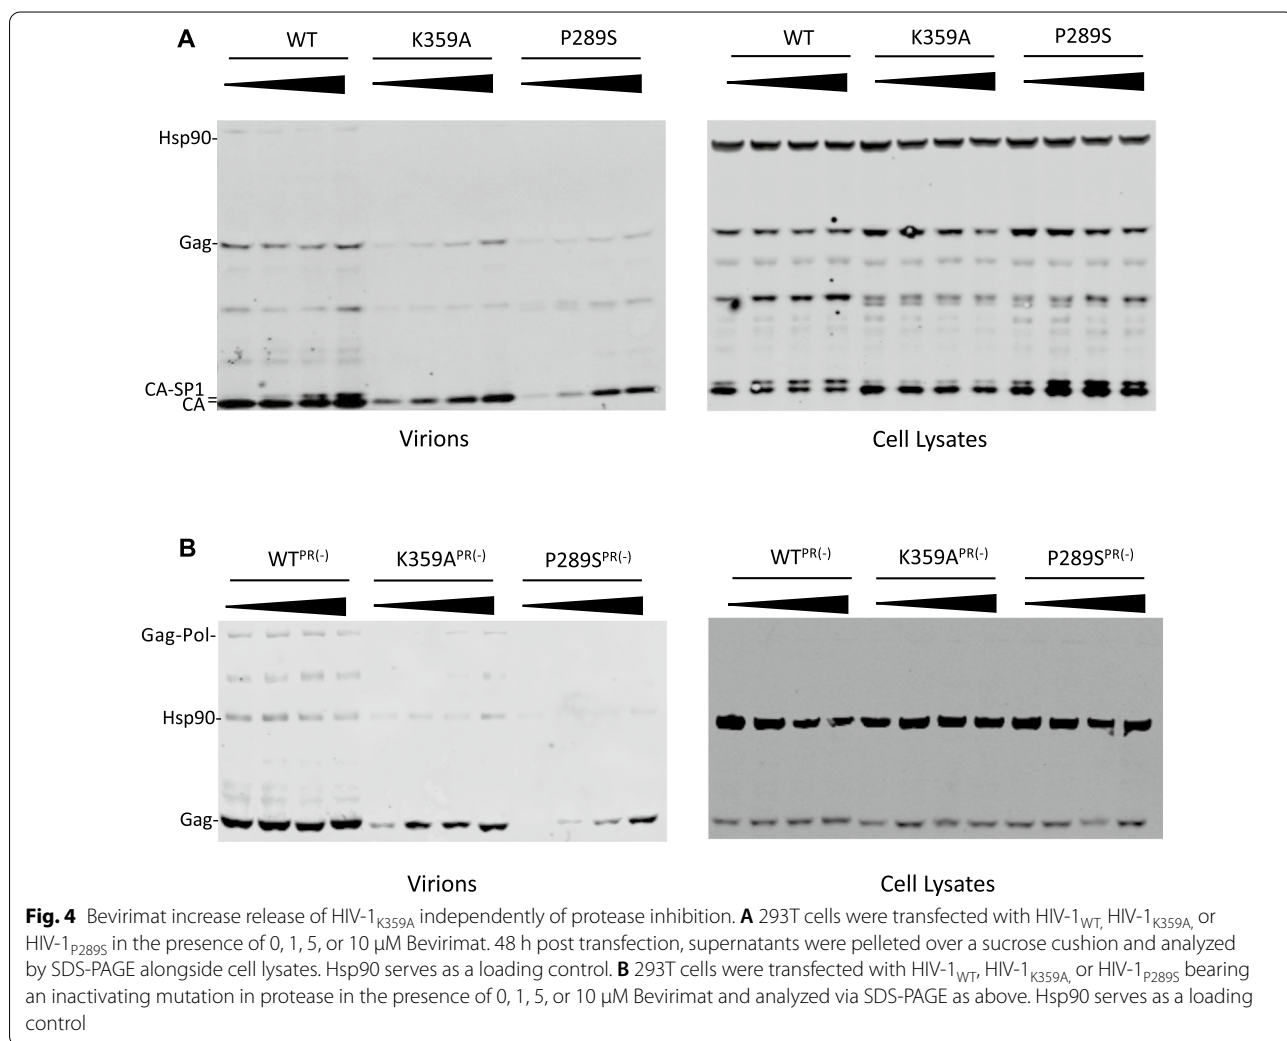 A
WT K359A P289S WT K359A P289S
Hsp90-
Gag-
CA-SP1
CA
Virions Cell Lysates
B
WTPR(-) K359APR(-) P289SPR(-) WTPR(-) K359APR(-) P289SPR(-)
Gag-Pol-
Hsp90-
Gag-
Virions Cell Lysates
Fig. 4 Bevirimat increase release of HIV-1K359A independently of protease inhibition. A 293T cells were transfected with HIV-1WT, HIV-1K359A, or
HIV-1P289S in the presence of 0, 1, 5, or 10 µM Bevirimat. 48 h post transfection, supernatants were pelleted over a sucrose cushion and analyzed
by SDS-PAGE alongside cell lysates. Hsp90 serves as a loading control. B 293T cells were transfected with HIV-1WT, HIV-1K359A, or HIV-1P289S bearing
an inactivating mutation in protease in the presence of 0, 1, 5, or 10 µM Bevirimat and analyzed via SDS-PAGE as above. Hsp90 serves as a loading
control